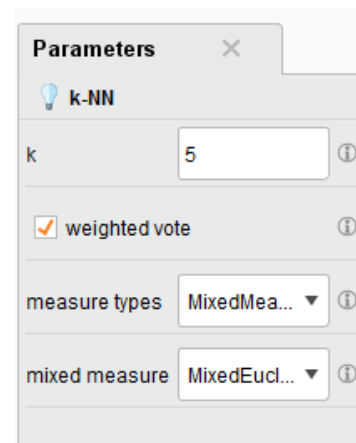 Parameters
k-NN
k 5
weighted vote
measure types MixedMea...
mixed measure MixedEucl...